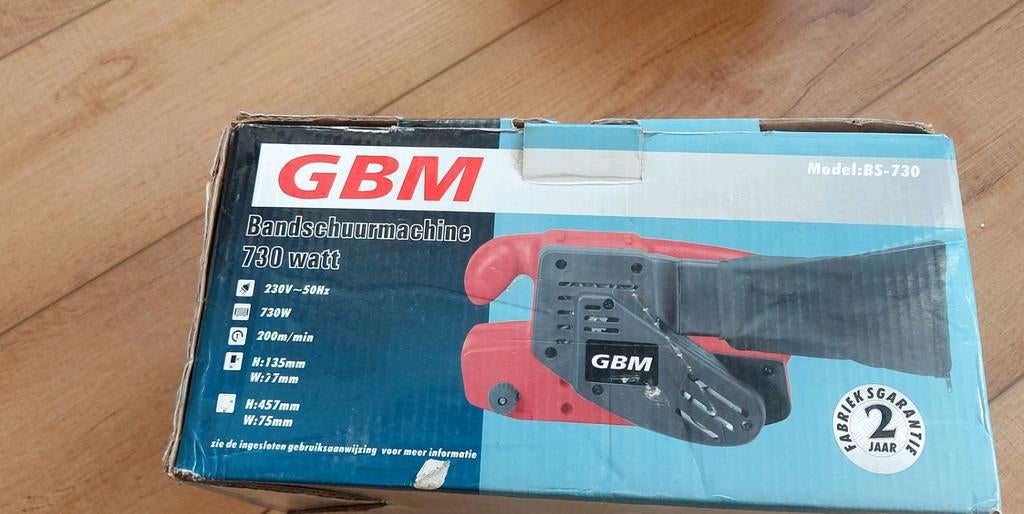 GBM
Model:BS-730
Bandschuurmachine
730 watt
230V~50Hz
730W
200m/min
H:135mm
W:77mm
H:457mm
W:75mm
zie de ingesloten gebruiksaanwijzing voor meer informatie
GBM
FABRIEKSGARANTIE
2
JAAR